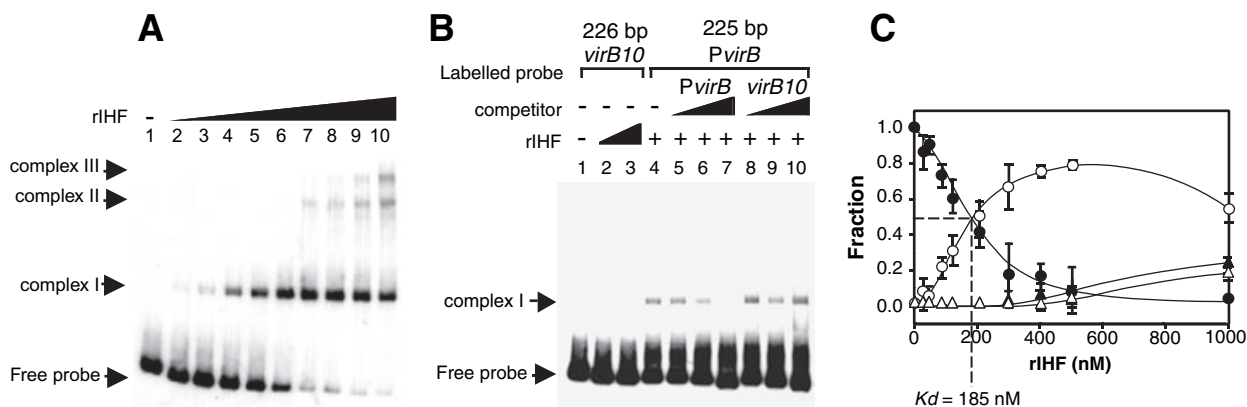 A
rIHF
-
1 2 3 4 5 6 7 8 9 10
complex III
complex II
complex I
Free probe
B
226 bp 225 bp
virB10 PvirB
Labelled probe
PvirB virB10
competitor - - - -
rIHF - + + + + + + +
1 2 3 4 5 6 7 8 9 10
complex I
Free probe
C
Fraction
1.0
0.8
0.6
0.4
0.2
0.0
0 200 400 600 800 1000
rIHF (nM)
Kd = 185 nM